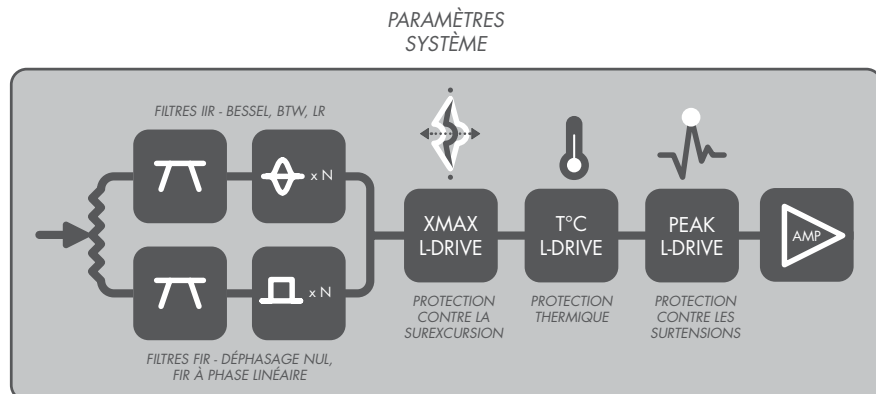 PARAMÈTRES
SYSTÈME
FILTRES IIR - BESSEL, BTW, LR
x N
x N
XMAX
L-DRIVE
T°C
L-DRIVE
PEAK
L-DRIVE
AMP
PROTECTION
CONTRE LA
SUREXCURSION
PROTECTION
THERMIQUE
PROTECTION
CONTRE LES
SURTENSIONS
FILTRES FIR - DÉPHASAGE NUL,
FIR À PHASE LINÉAIRE